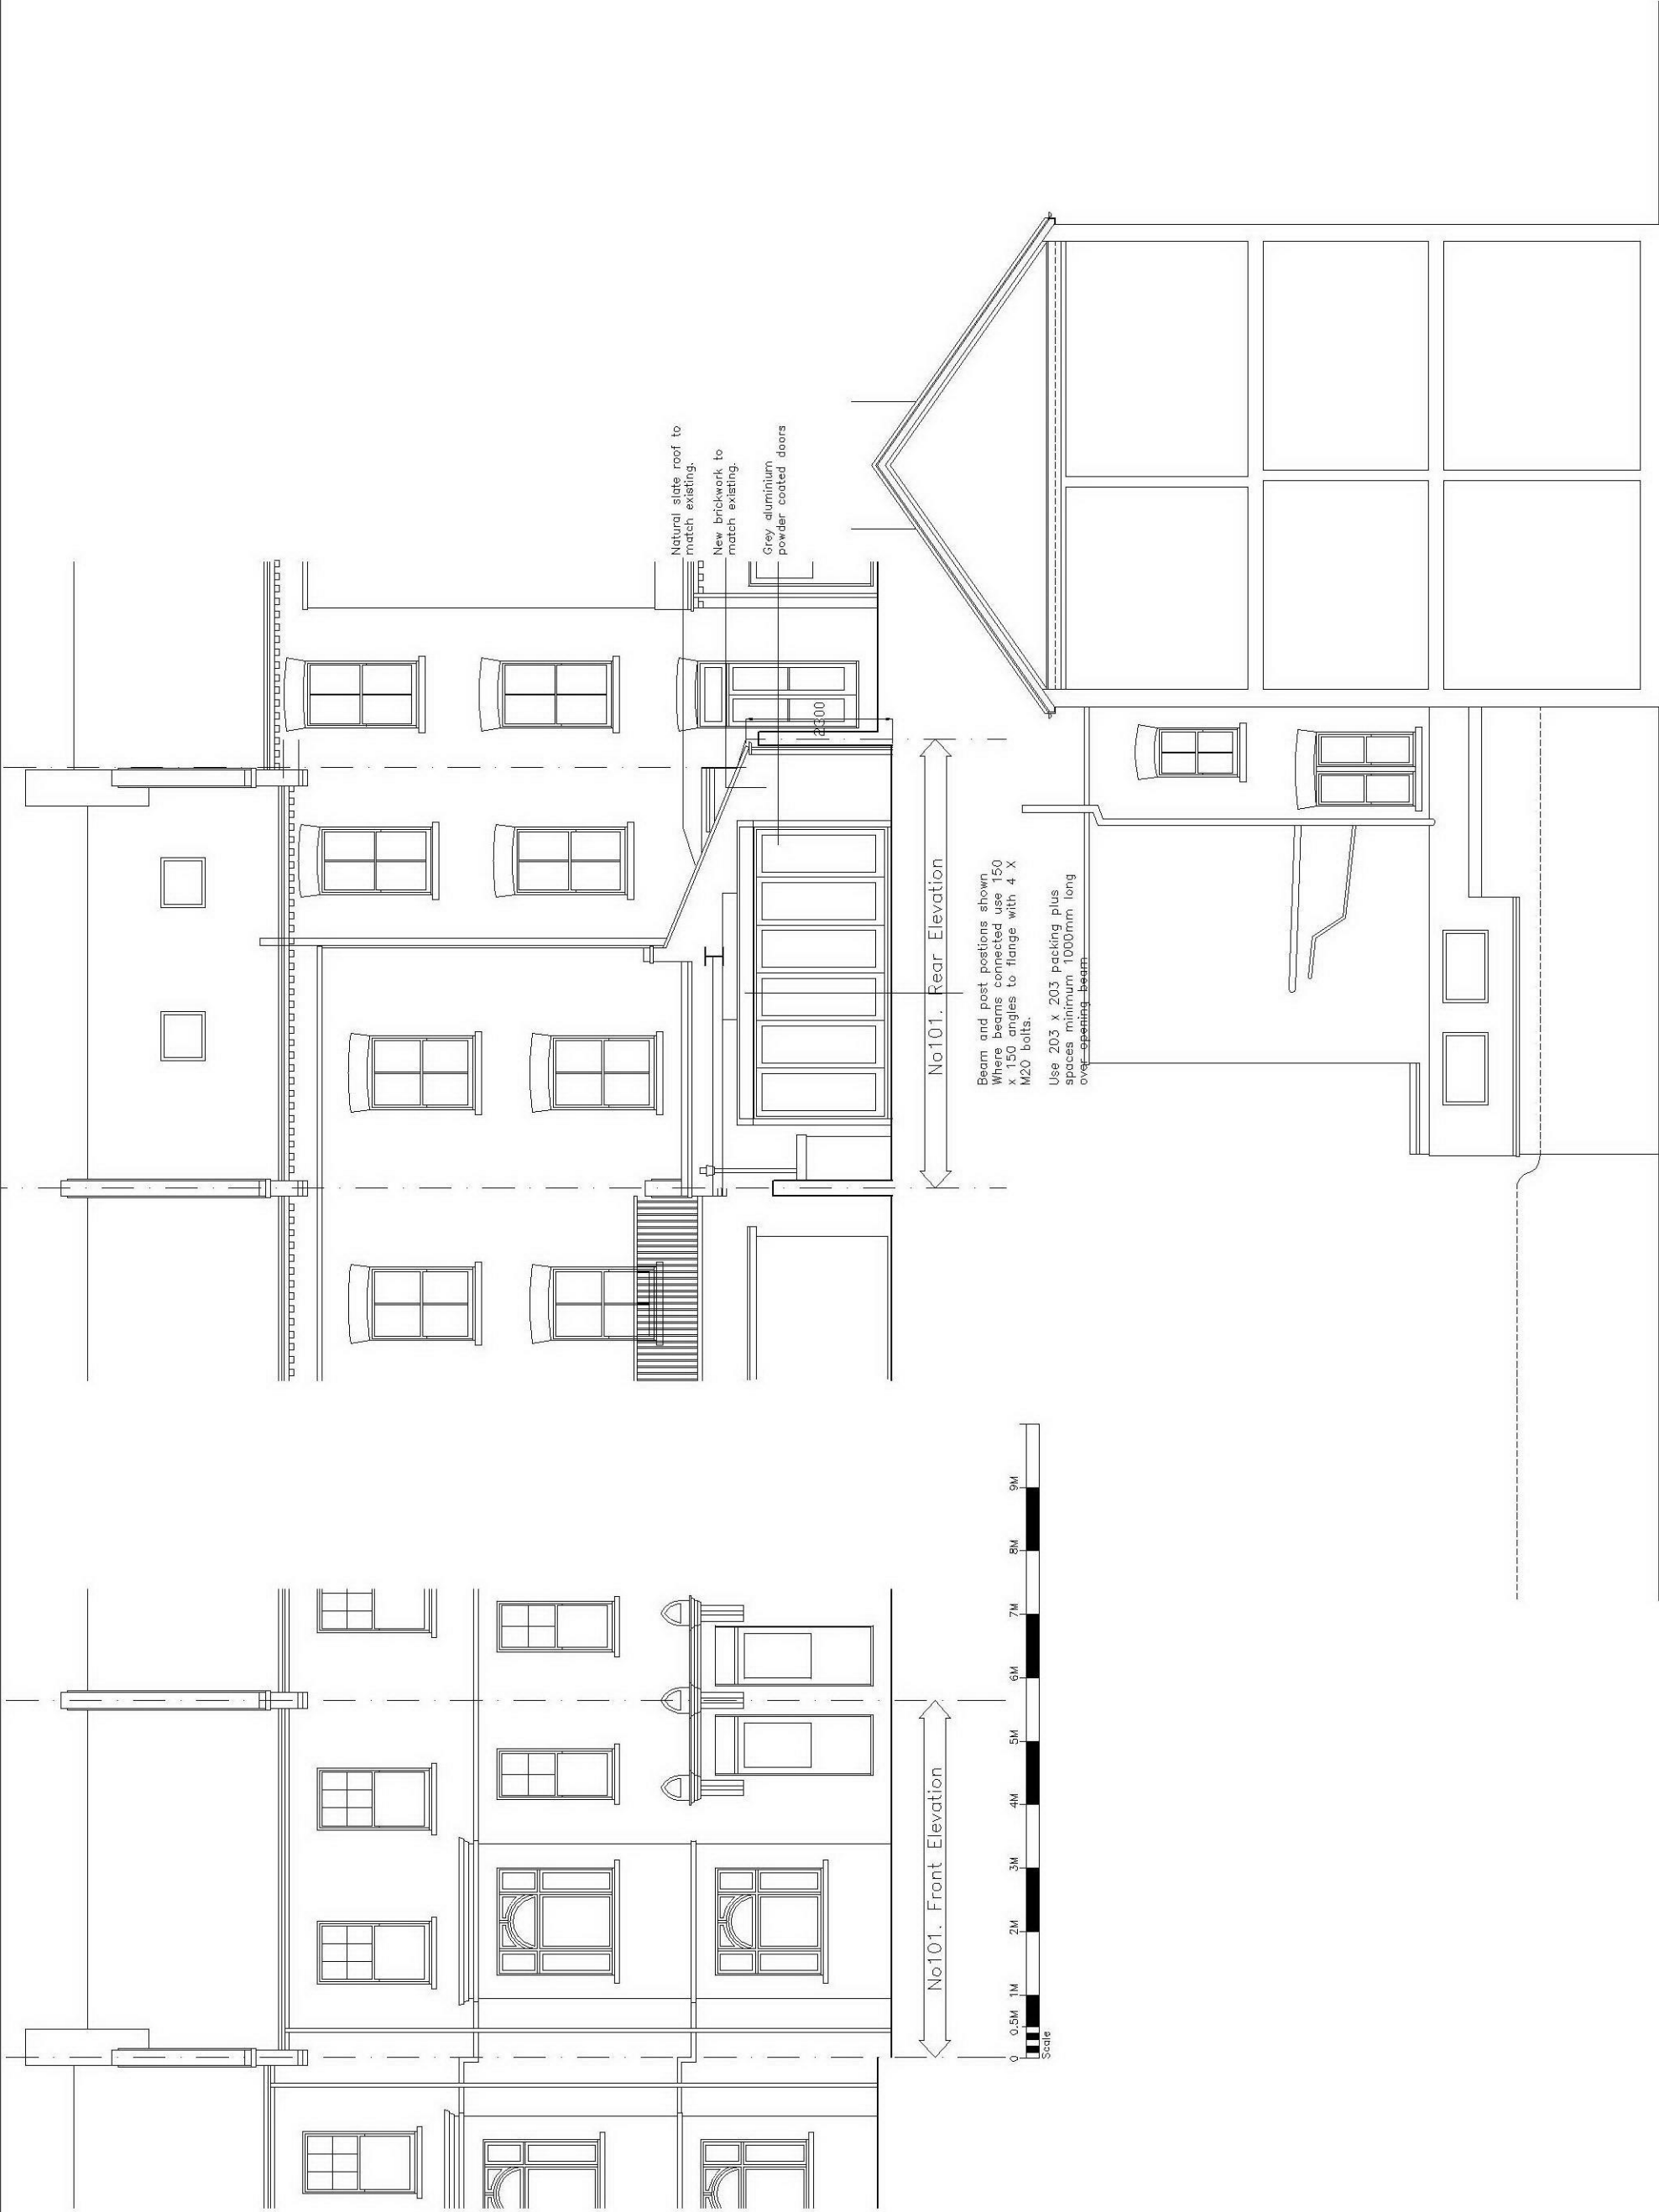 Natural slate roof to
match existing.
New brickwork to
match existing.
Grey aluminium
powder coated doors
2300
No101. Rear Elevation
Beam and post postions shown
Where beams connected use 150
x 150 angles to flange with 4 X
M20 bolts.
Use 203 x 203 packing plus
spaces minimum 1000mm long
over opening beam
No101. Front Elevation
0 0.5M 1M 2M 3M 4M 5M 6M 7M 8M 9M
Scale